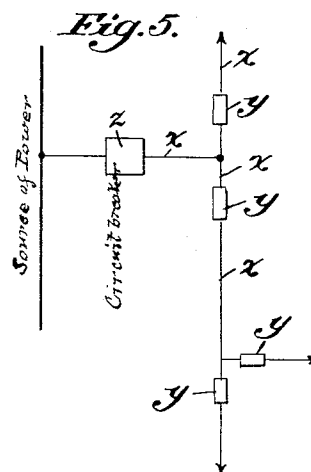 Fig. 5.
x
y
z
x
x
y
Source of Power
Circuit breaker
x
y
y